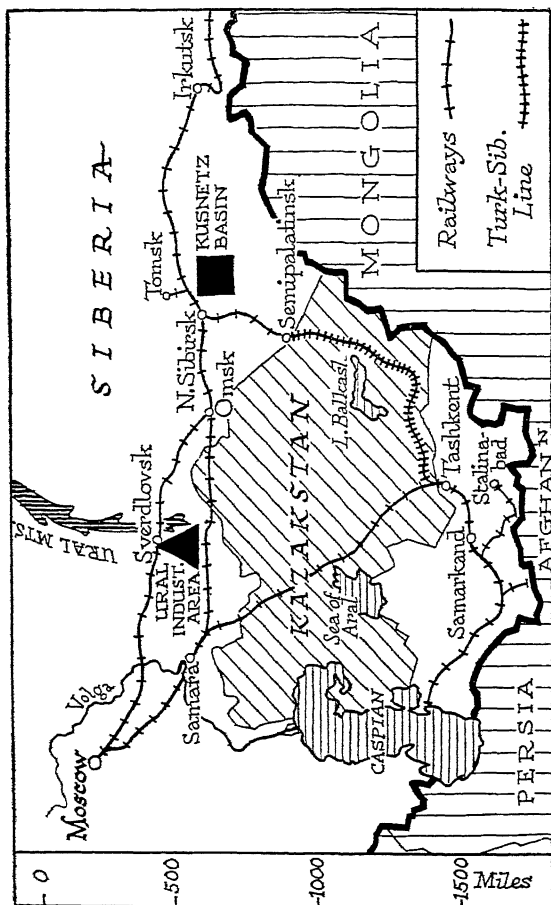 SIBERIA
MONGOLIA
Irkutsk
Tomsk
KUSNETZ
BASIN
N.Sibirsk
Omsk
Semipalatinsk
Sverdlovsk
URAL MTS.
URAL
INDUST.
AREA
Volga
Moscow
Samara
KAZAKSTAN
L.Balkash
Sea of
Aral
CASPIAN
Tashkent
Stalina-
bad
Samarkand
AFGHANN
PERSIA
Railways
Turk-Sib.
Line
0
500
1000
1500
Miles